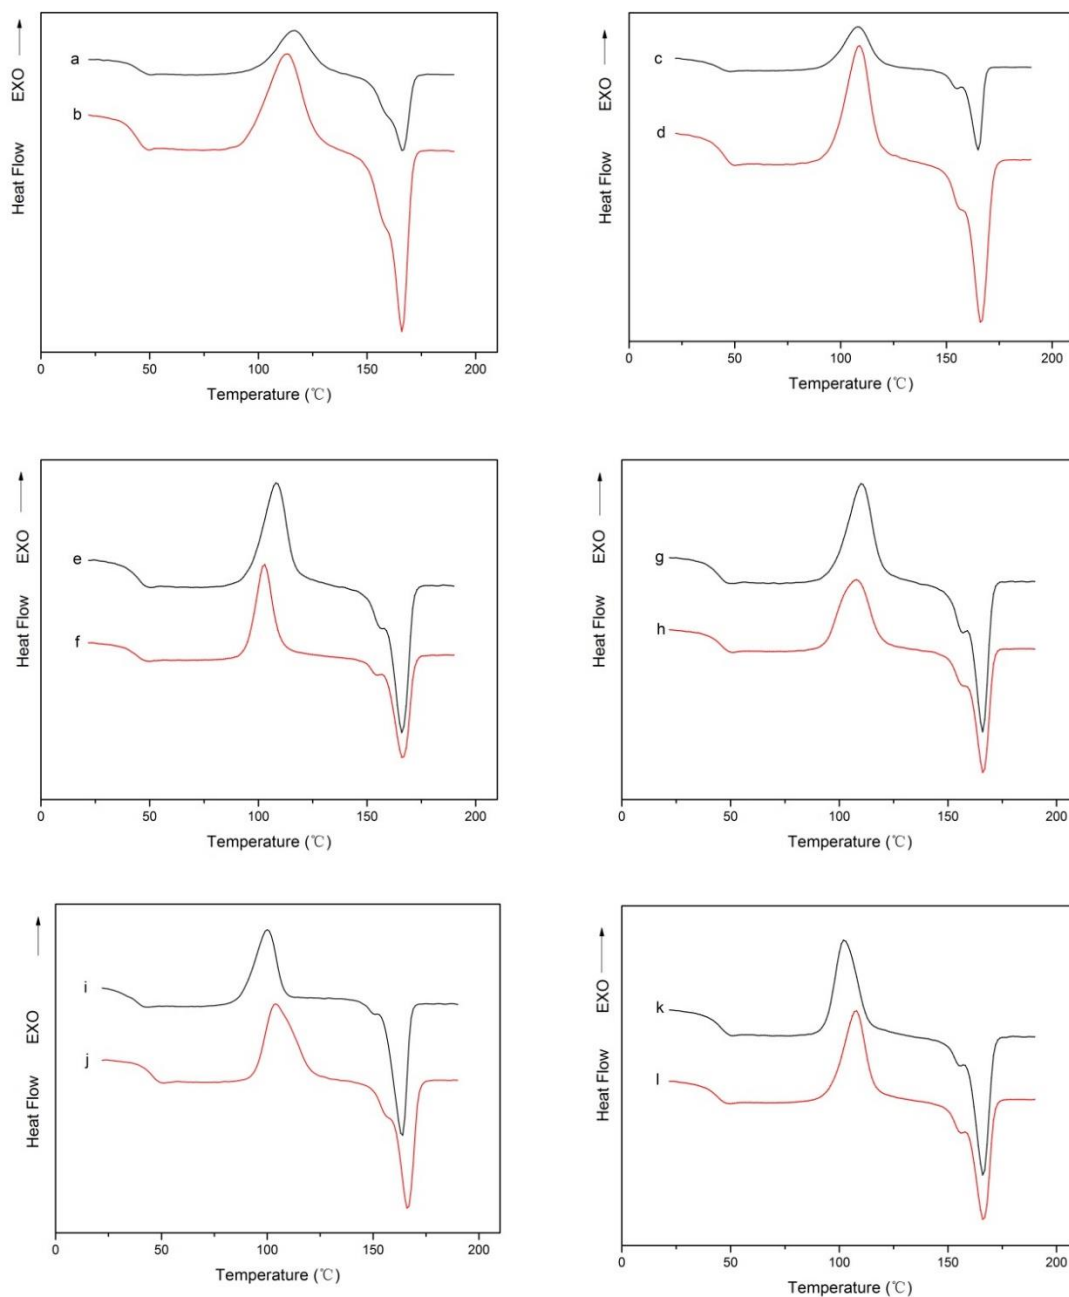 EXO
Heat Flow
a
b
0
50
100
150
200
Temperature (℃)
EXO
Heat Flow
c
d
0
50
100
150
200
Temperature (℃)
EXO
Heat Flow
e
f
0
50
100
150
200
Temperature (℃)
EXO
Heat Flow
g
h
0
50
100
150
200
Temperature (℃)
EXO
Heat Flow
i
j
0
50
100
150
200
Temperature (℃)
EXO
Heat Flow
k
l
0
50
100
150
200
Temperature (℃)